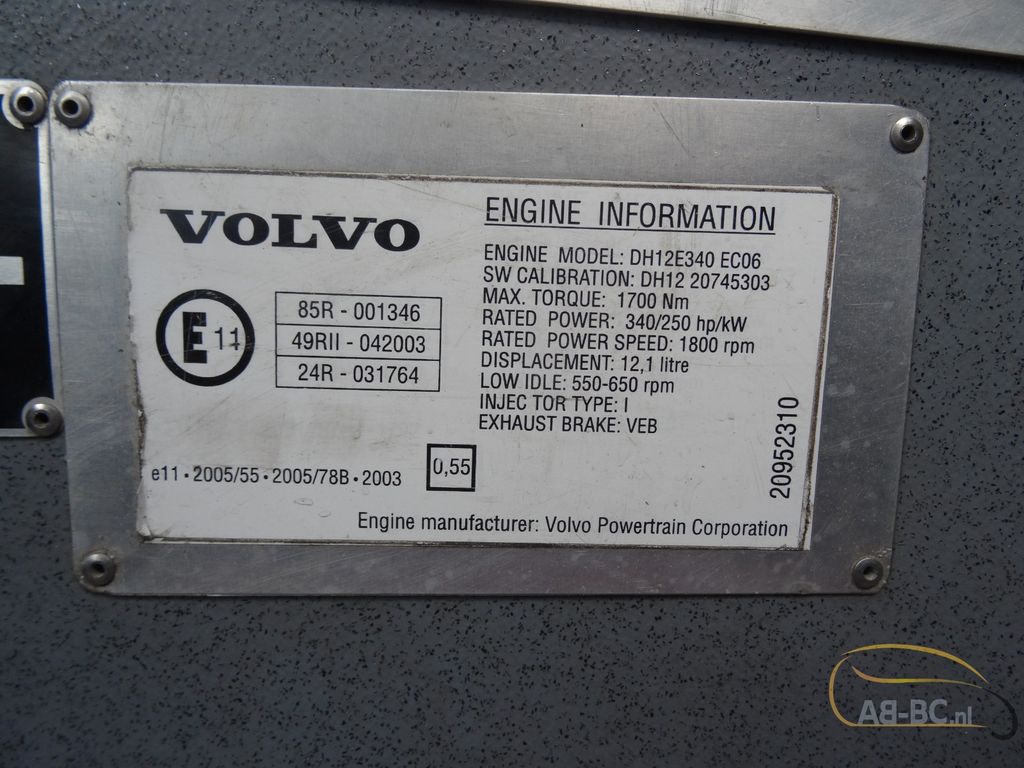 VOLVO
E 11
85R - 001346
49RII - 042003
24R - 031764
e11 • 2005/55 • 2005/78B • 2003
0,55
ENGINE INFORMATION
ENGINE MODEL: DH12E340 EC06
SW CALIBRATION: DH12 20745303
MAX. TORQUE: 1700 Nm
RATED POWER: 340/250 hp/kW
RATED POWER SPEED: 1800 rpm
DISPLACEMENT: 12,1 litre
LOW IDLE: 550-650 rpm
INJEC TOR TYPE: I
EXHAUST BRAKE: VEB
20952310
Engine manufacturer: Volvo Powertrain Corporation
AB-BC.nl